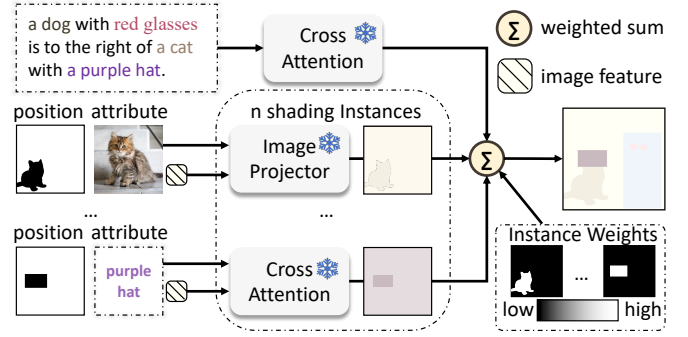 a dog with red glasses
is to the right of a cat
with a purple hat.
Cross
Attention
Σ weighted sum
image feature
position attribute
n shading Instances
Image
Projector
Σ
...
...
position attribute
purple
hat
Cross
Attention
Instance Weights
...
low high